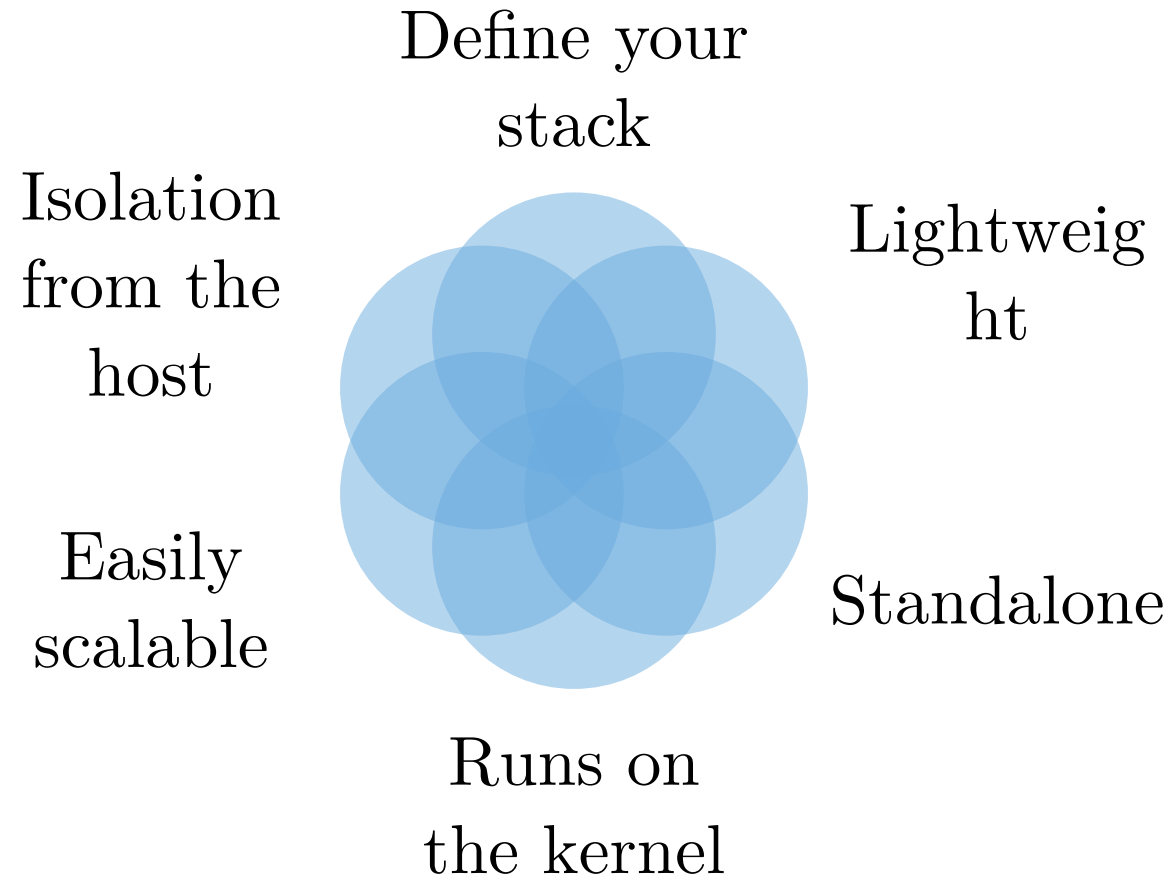 Define your
stack
Lightweig
ht
Standalone
Runs on
the kernel
Easily
scalable
Isolation
from the
host